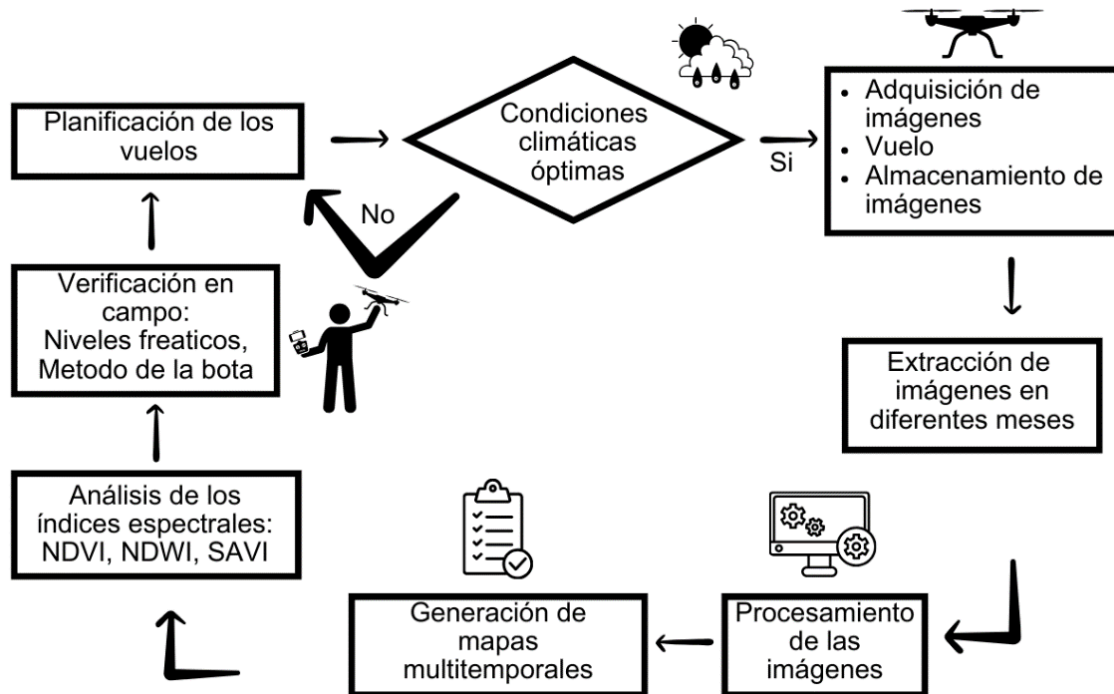 Planificación de los
vuelos
Condiciones
climáticas
óptimas
Si
No
• Adquisición de
imágenes
• Vuelo
• Almacenamiento de
imágenes
Extracción de
imágenes en
diferentes meses
Procesamiento
de las
imágenes
Generación de
mapas
multitemporales
Análisis de los
índices espectrales:
NDVI, NDWI, SAVI
Verificación en
campo:
Niveles freaticos,
Metodo de la bota